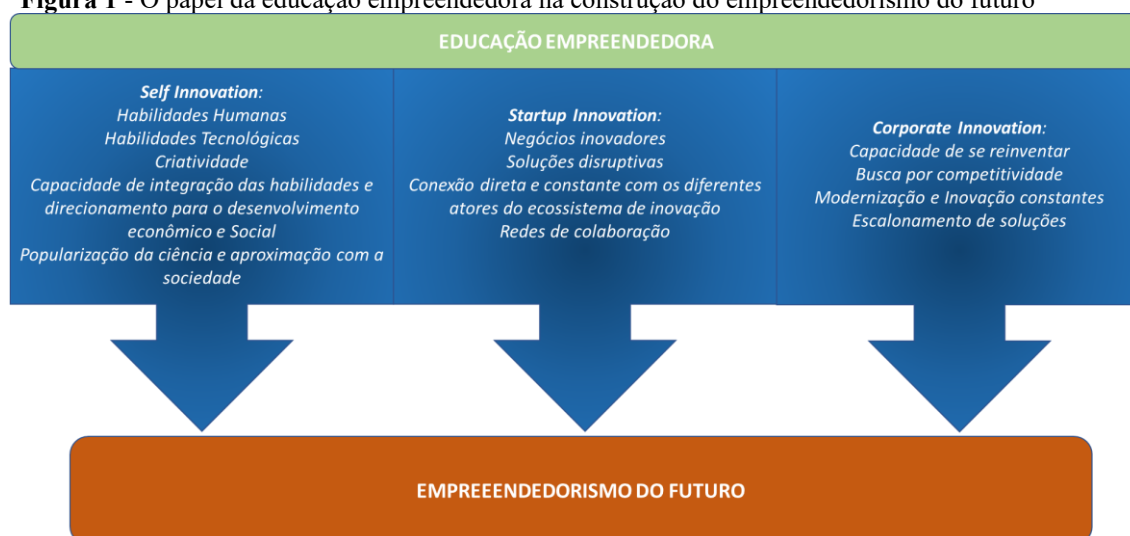 Figura 1 - O papel da educação empreendedora na construção do empreendedorismo do futuro
EDUCAÇÃO EMPREENDEDORA
Self Innovation:
Habilidades Humanas
Habilidades Tecnológicas
Criatividade
Capacidade de integração das habilidades e
direcionamento para o desenvolvimento
econômico e Social
Popularização da ciência e aproximação com a
sociedade
Startup Innovation:
Negócios inovadores
Soluções disruptivas
Conexão direta e constante com os diferentes
atores do ecossistema de inovação
Redes de colaboração
Corporate Innovation:
Capacidade de se reinventar
Busca por competitividade
Modernização e Inovação constantes
Escalonamento de soluções
EMPREEENDEDORISMO DO FUTURO